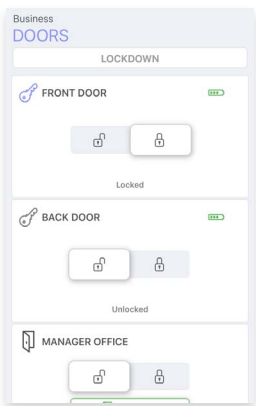 Business
DOORS
LOCKDOWN
FRONT DOOR
Locked
BACK DOOR
Unlocked
MANAGER OFFICE